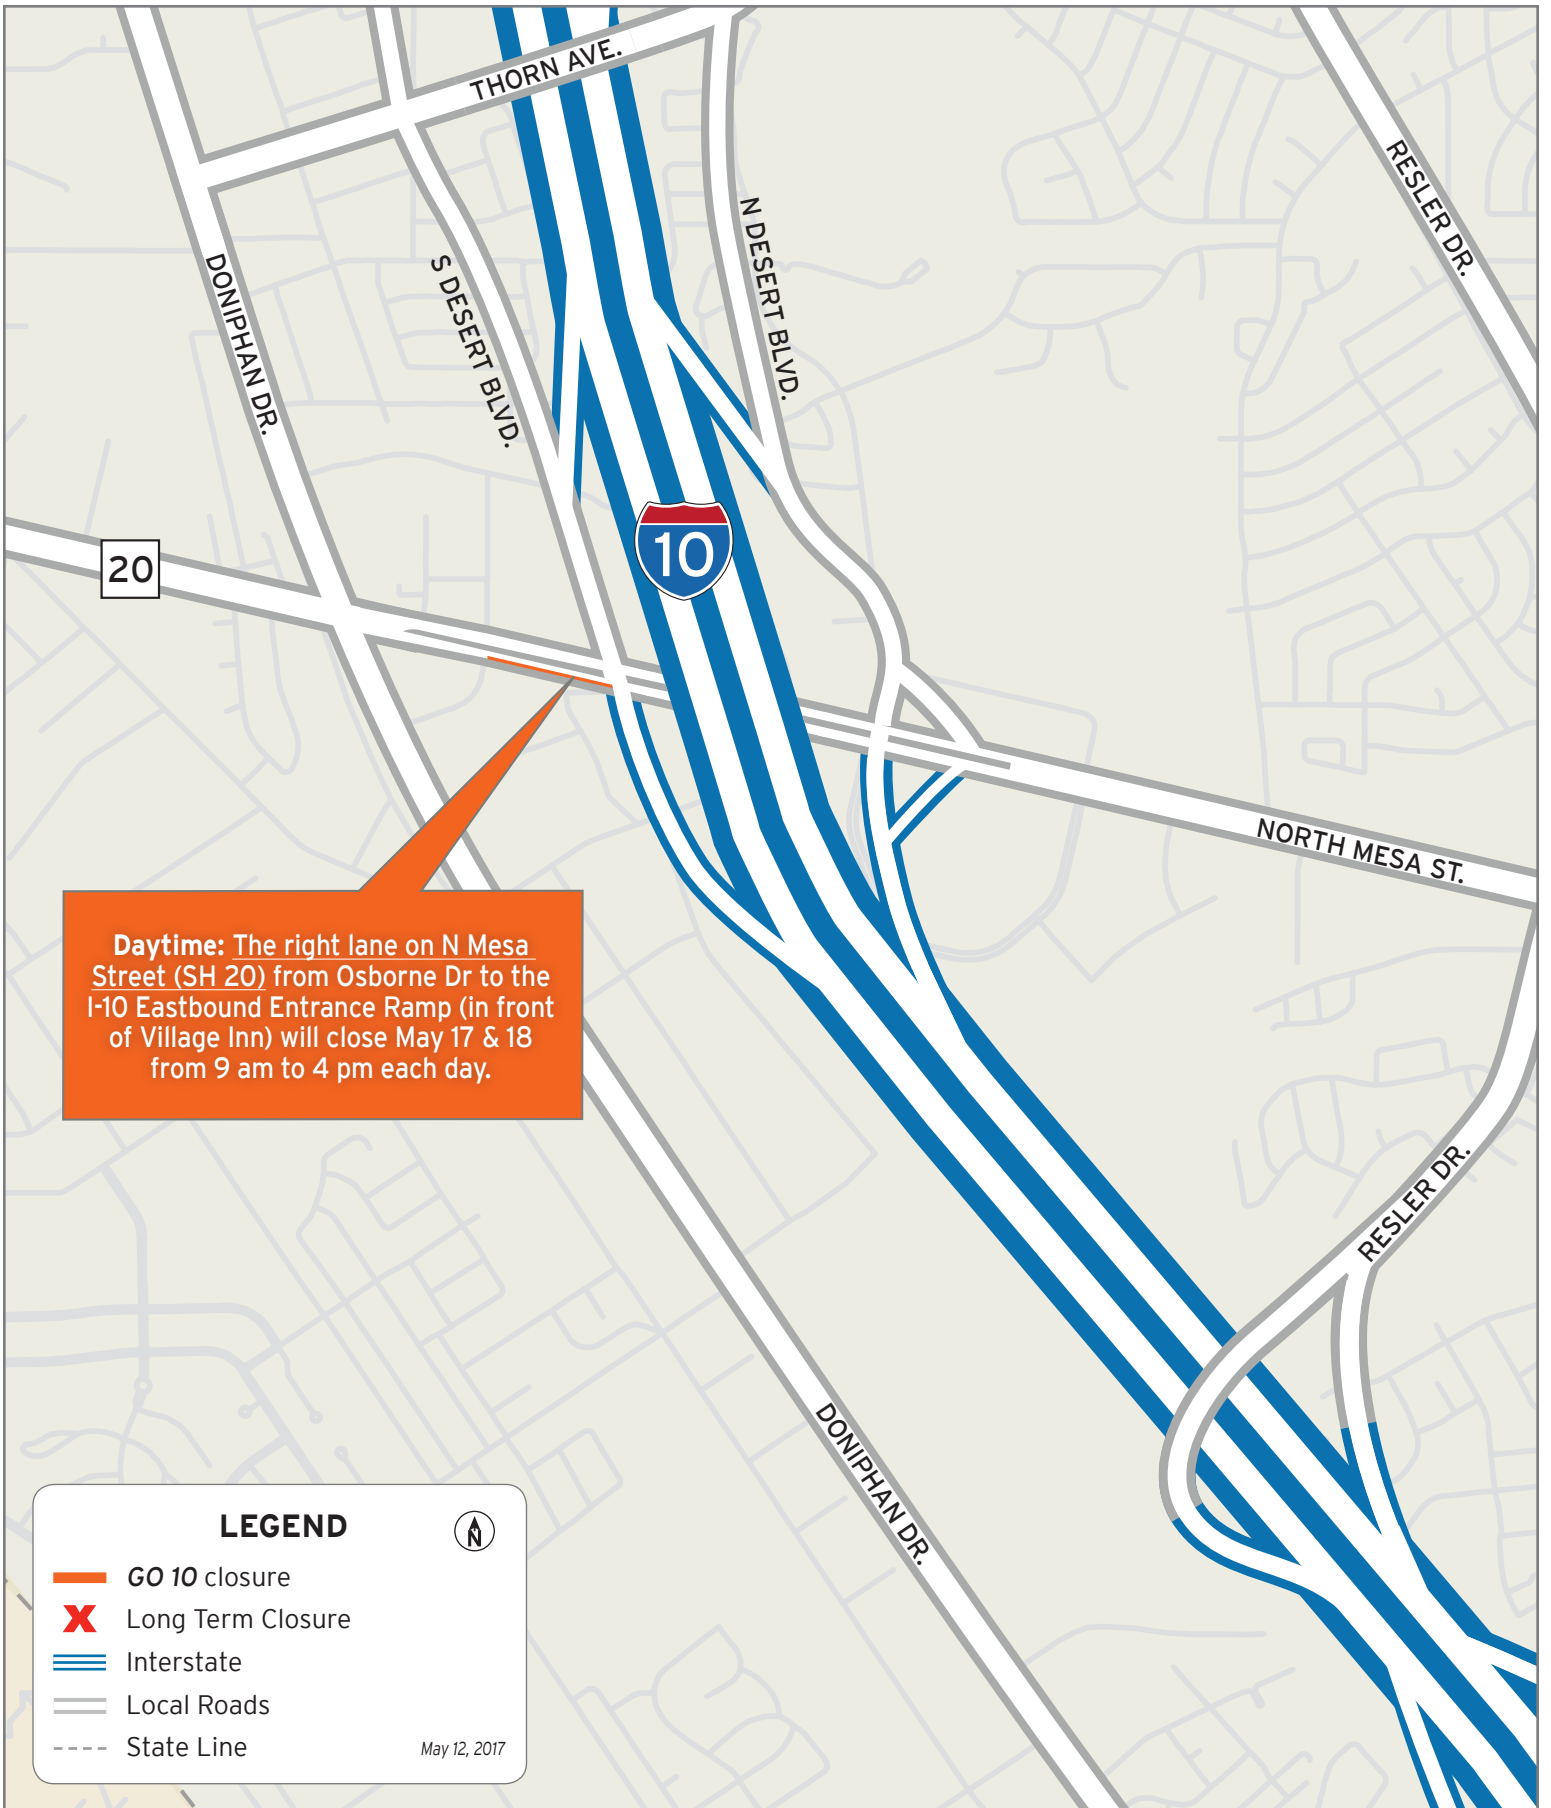 THORN AVE.
RESLER DR.
N DESERT BLVD.
S DESERT BLVD.
DONIPHAN DR.
10
20
NORTH MESA ST.
Daytime: The right lane on N Mesa
Street (SH 20) from Osborne Dr to the
I-10 Eastbound Entrance Ramp (in front
of Village Inn) will close May 17 & 18
from 9 am to 4 pm each day.
RESLER DR.
DONIPHAN DR.
LEGEND
N
GO 10 closure
X
Long Term Closure
Interstate
Local Roads
State Line
May 12, 2017